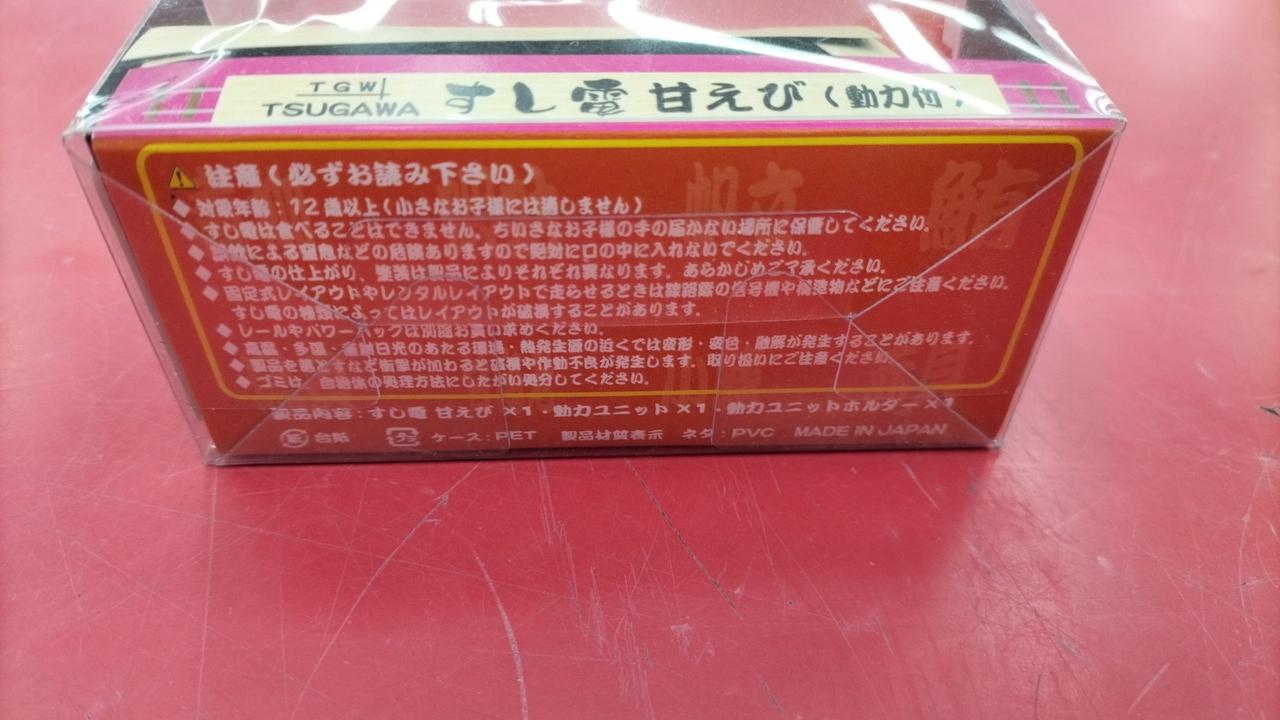 TGW
TSUGAWA
すし電 甘えび (動力付)
注意(必ずお読み下さい)
◆対象年齢:12歳以上(小さなお子様には適しません)
◆すし電は食べることはできません、ちいさなお子様の手の届かない場所に保管してください。
◆誤飲による窒息などの危険ありますので絶対に口の中に入れないでください。
◆すし電の仕上がり、塗装は製品によりそれぞれ異なります。あらかじめご了承ください。
◆固定式レイアウトやレンタルレイアウトで走らせるときは線路際の信号機や構造物などにご注意ください。
すし電の種類によってはレイアウトが破損することがあります。
◆レールやパワーパックは別途お買い求めください。
◆高温・多湿・直射日光のあたる環境・熱発生源の近くでは変形・変色・融解が発生することがあります。
◆製品を落とすなど衝撃が加わると破損や作動不良が発生します。取り扱いにご注意ください。
◆ゴミは、自治体の処理方法にしたがい処分してください。
製品内容:すし電 甘えび×1・動力ユニット×1・動力ユニットホルダー×1
紙 台紙 プラ ケース:PET 製品材質表示 ネタ:PVC MADE IN JAPAN
帆立
鮪